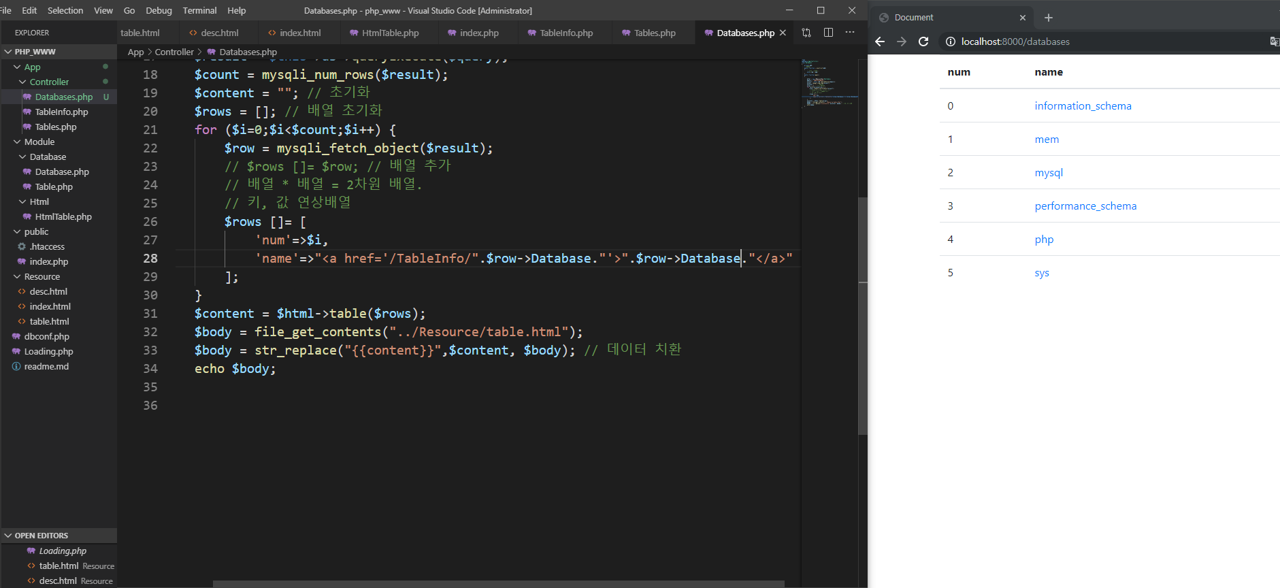 File Edit Selection View Go Debug Terminal Help Databases.php - php_www - Visual Studio Code [Administrator]
EXPLORER
PHP_WWW
App
Controller
Databases.php U
TableInfo.php
Tables.php
Module
Database
Database.php
Table.php
Html
HtmlTable.php
public
.htaccess
index.php
Resource
desc.html
index.html
table.html
dbconf.php
Loading.php
readme.md
OPEN EDITORS
Loading.php
table.html Resource
desc.html Resource
table.html desc.html index.html HtmlTable.php index.php TableInfo.php Tables.php Databases.php
App > Controller > Databases.php
18 $count = mysqli_num_rows($result);
19 $content = ""; // 초기화
20 $rows = []; // 배열 초기화
21 for ($i=0;$i<$count;$i++) {
22 $row = mysqli_fetch_object($result);
23 // $rows []= $row; // 배열 추가
24 // 배열 * 배열 = 2차원 배열.
25 // 키, 값 연상배열
26 $rows []= [
27 'num'=>$i,
28 'name'=>"<a href='/TableInfo/".$row->Database."'>".$row->Database."</a>"
29 ];
30 }
31 $content = $html->table($rows);
32 $body = file_get_contents("../Resource/table.html");
33 $body = str_replace("{{content}}",$content, $body); // 데이터 치환
34 echo $body;
35
36
Document
localhost:8000/databases
num name
0 information_schema
1 mem
2 mysql
3 performance_schema
4 php
5 sys